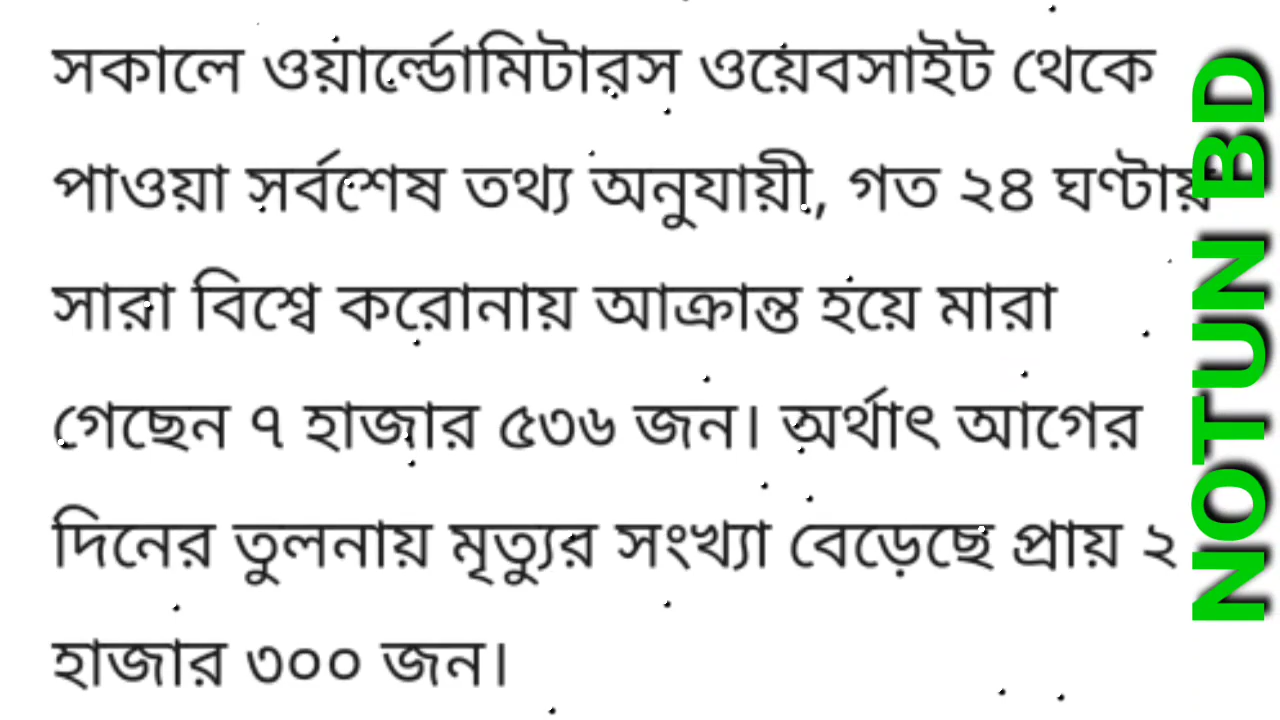 সকালে ওয়ার্ল্ডোমিটারস ওয়েবসাইট থেকে
পাওয়া সর্বশেষ তথ্য অনুযায়ী, গত ২৪ ঘণ্টায়
সারা বিশ্বে করোনায় আক্রান্ত হয়ে মারা
গেছেন ৭ হাজার ৫৩৬ জন। অর্থাৎ আগের
দিনের তুলনায় মৃত্যুর সংখ্যা বেড়েছে প্রায় ২
হাজার ৩০০ জন।
NOTUN BD